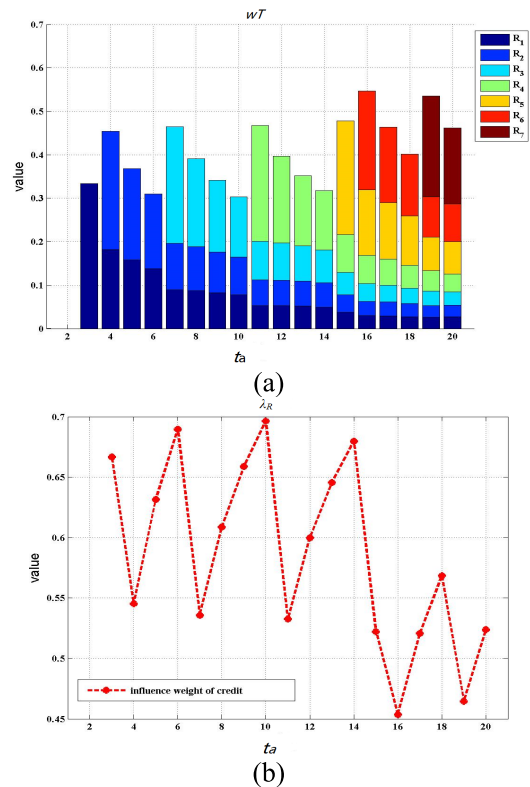 wT
0.7
0.6
0.5
0.4
0.3
0.2
0.1
0
value
2 4 6 8 10 12 14 16 18 20
ta
R1
R2
R3
R4
R5
R6
R7
(a)
λR
0.7
0.65
0.6
0.55
0.5
0.45
value
influence weight of credit
2 4 6 8 10 12 14 16 18 20
ta
(b)